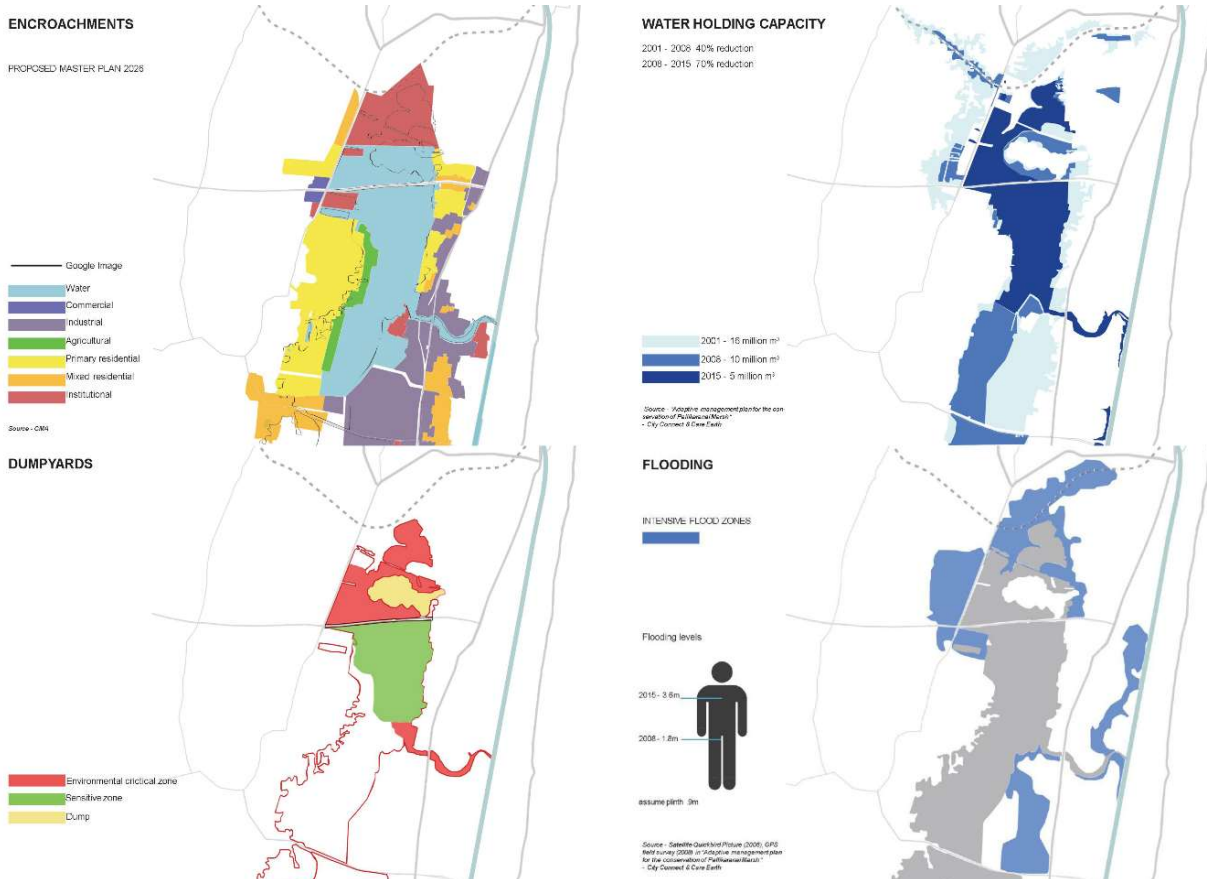 ENCROACHMENTS
PROPOSED MASTER PLAN 2026
Google Image
Water
Commercial
Industrial
Agricultural
Primary residential
Mixed residential
Institutional
Source - CMA
WATER HOLDING CAPACITY
2001 - 2008 40% reduction
2008 - 2015 70% reduction
2001 - 16 million m³
2008 - 10 million m³
2015 - 5 million m³
Source - "Adaptive management plan for the con
servation of Pallikaranai Marsh"
- City Connect & Care Earth
DUMPYARDS
Environmental crictical zone
Sensitive zone
Dump
FLOODING
INTENSIVE FLOOD ZONES
Flooding levels
2015 - 3.6m
2008 - 1.8m
assume plinth .9m
Source - Satellite Quickbird Picture (2008), GPS
field survey (2008) in "Adaptive management plan
for the conservation of Pallikaranai Marsh"
- City Connect & Care Earth